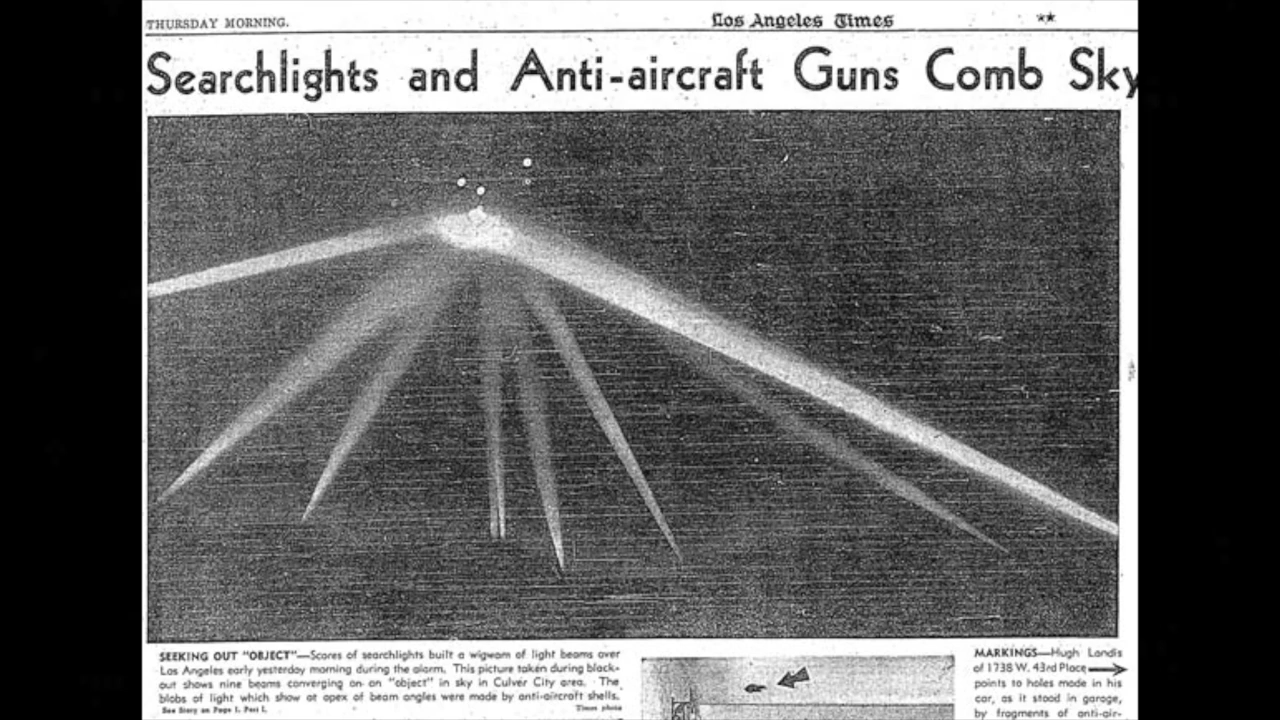 THURSDAY MORNING.
Los Angeles Times
**
Searchlights and Anti-aircraft Guns Comb Sky
SEEKING OUT "OBJECT"—Scores of searchlights built a wigwam of light beams over
Los Angeles early yesterday morning during the alarm. This picture taken during black-
out shows nine beams converging on an "object" in sky in Culver City area. The
blobs of light which show at apex of beam angles were made by anti-aircraft shells.
See Story on Page 1, Part I.
Times photo
MARKINGS—Hugh Landis
of 1738 W. 43rd Place
points to holes made in his
car, as it stood in garage,
by fragments of anti-air-